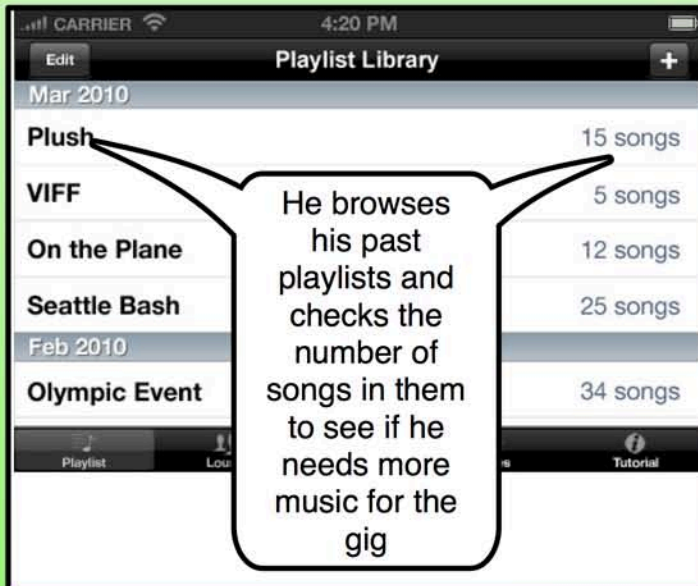 CARRIER 4:20 PM
Edit Playlist Library +
Mar 2010
Plush 15 songs
VIFF 5 songs
On the Plane 12 songs
Seattle Bash 25 songs
Feb 2010
Olympic Event 34 songs
He browses
his past
playlists and
checks the
number of
songs in them
to see if he
needs more
music for the
gig
Playlist Tutorial